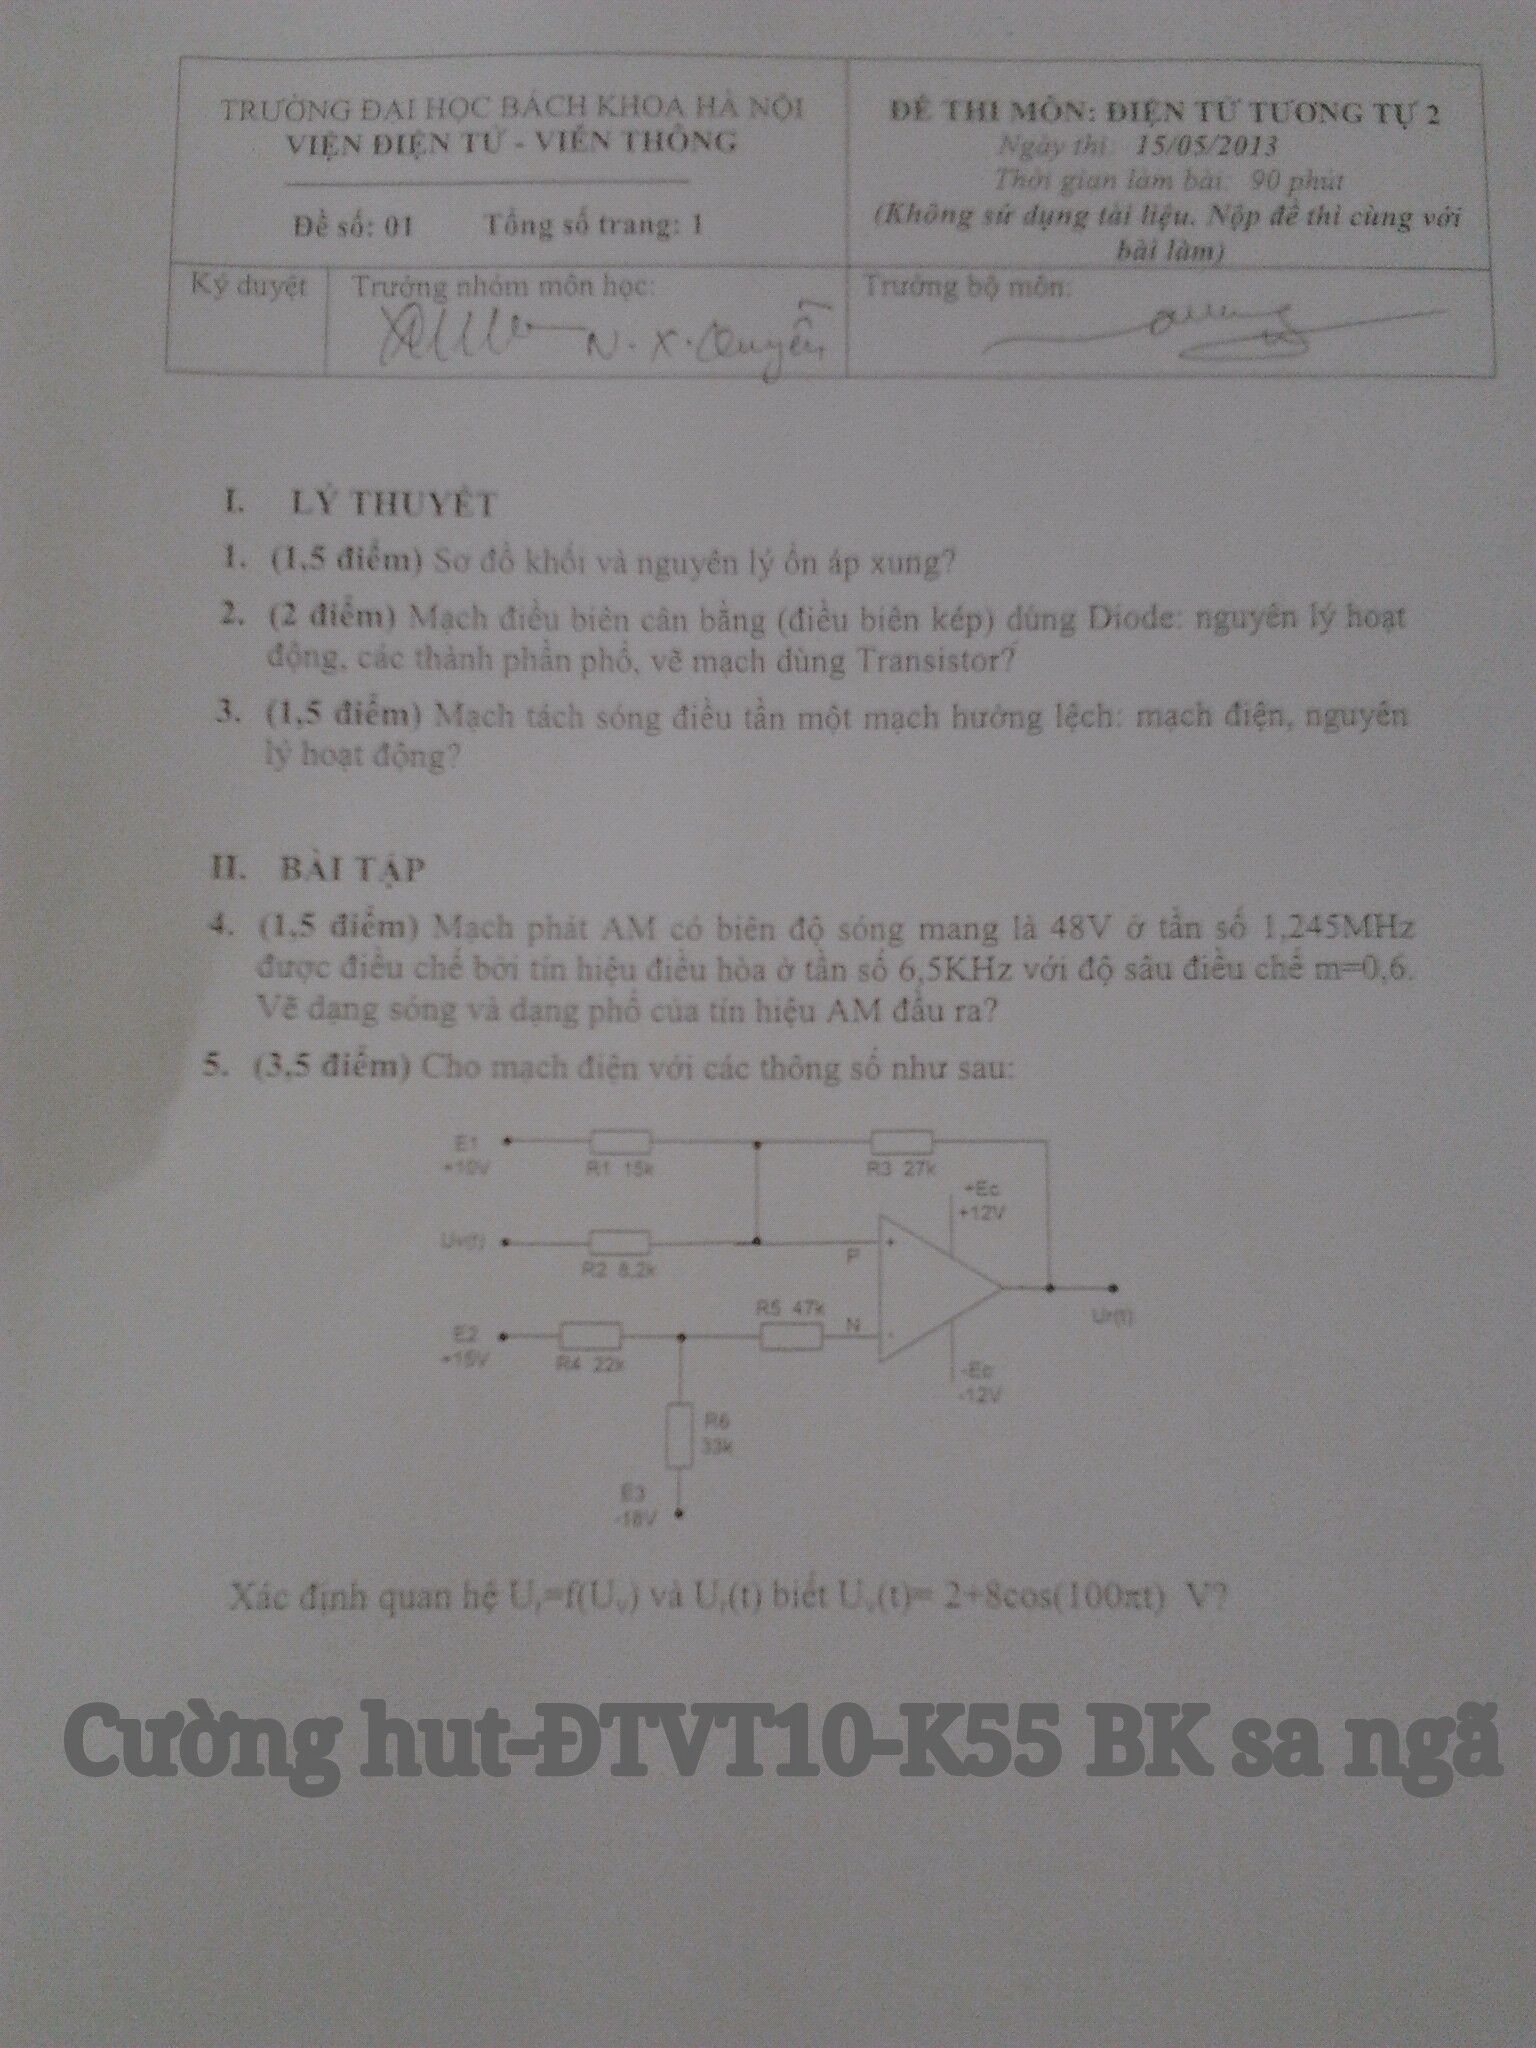 TRƯỜNG ĐẠI HỌC BÁCH KHOA HÀ NỘI
VIỆN ĐIỆN TỬ - VIỄN THÔNG
Đề số: 01 Tổng số trang: 1
ĐỀ THI MÔN: ĐIỆN TỬ TƯƠNG TỰ 2
Ngày thi: 15/05/2013
Thời gian làm bài: 90 phút
(Không sử dụng tài liệu. Nộp đề thi cùng với
bài làm)
Ký duyệt
Trưởng nhóm môn học:
N. X. Quyền
Trưởng bộ môn:
I. LÝ THUYẾT
1. (1,5 điểm) Sơ đồ khối và nguyên lý ổn áp xung?
2. (2 điểm) Mạch điều biên cân bằng (điều biên kép) dùng Diode: nguyên lý hoạt
động, các thành phần phổ, vẽ mạch dùng Transistor?
3. (1,5 điểm) Mạch tách sóng điều tần một mạch hưởng lệch: mạch điện, nguyên
lý hoạt động?
II. BÀI TẬP
4. (1,5 điểm) Mạch phát AM có biên độ sóng mang là 48V ở tần số 1,245MHz
được điều chế bởi tín hiệu điều hòa ở tần số 6,5KHz với độ sâu điều chế m=0,6.
Vẽ dạng sóng và dạng phổ của tín hiệu AM đầu ra?
5. (3,5 điểm) Cho mạch điện với các thông số như sau:
E1
+10V
R1 15k
R3 27k
+Ec
+12V
Uv(t)
R2 8,2k
P
+
E2
+15V
R4 22k
R5 47k
N
-
Ur(t)
-Ec
-12V
R6
33k
E3
-18V
Xác định quan hệ Ur=f(Uv) và Ur(t) biết Uv(t)= 2+8cos(100πt) V?
Cường hut-ĐTVT10-K55 BK sa ngã